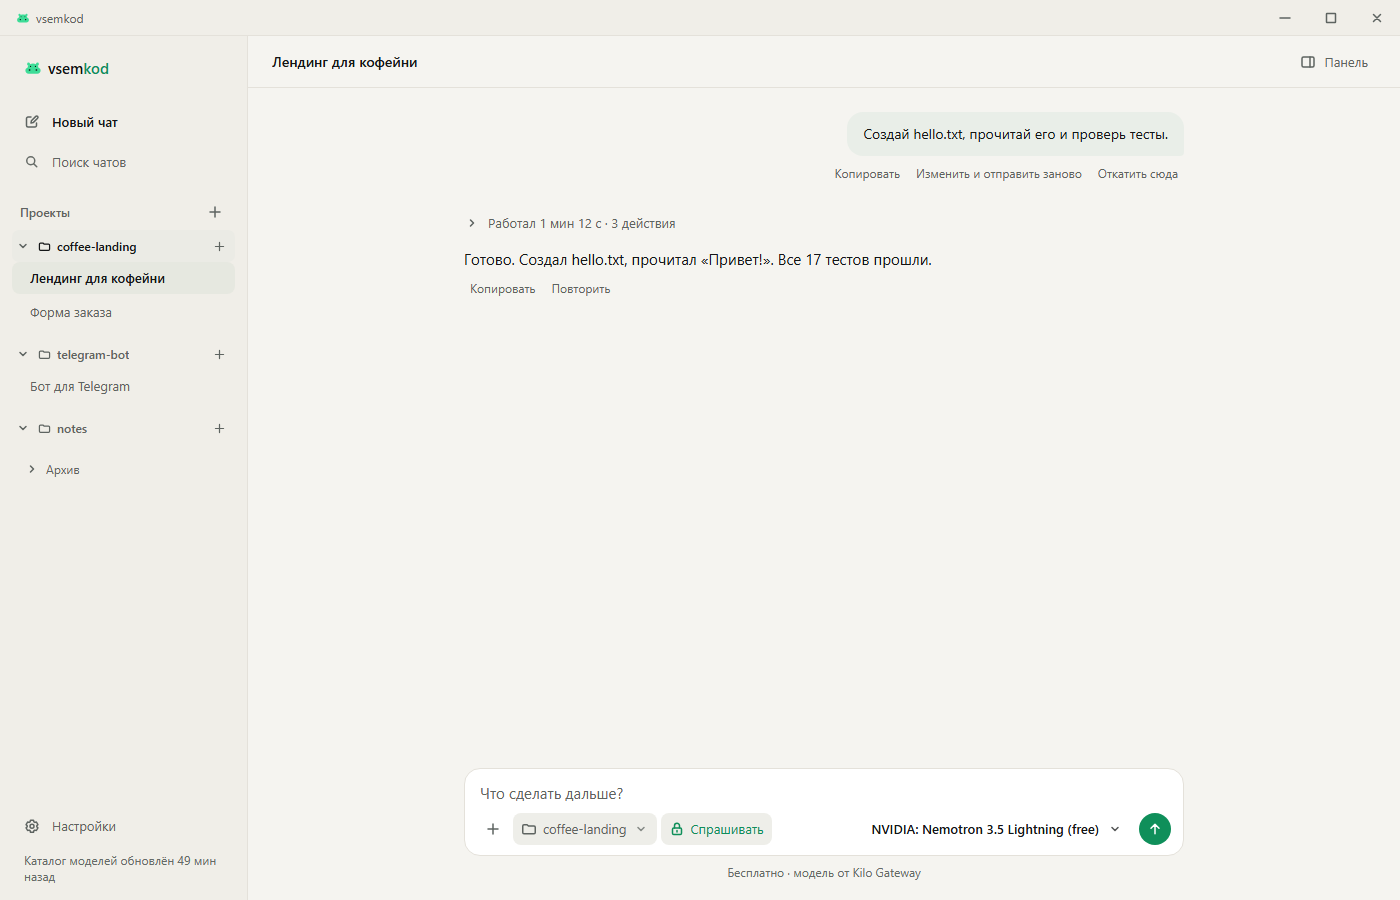 vsemkod
vsemkod
Новый чат
Поиск чатов
Проекты
coffee-landing
Лендинг для кофейни
Форма заказа
telegram-bot
Бот для Telegram
notes
Архив
Настройки
Каталог моделей обновлён 49 мин
назад
Лендинг для кофейни
Панель
Создай hello.txt, прочитай его и проверь тесты.
Копировать Изменить и отправить заново Откатить сюда
Работал 1 мин 12 с · 3 действия
Готово. Создал hello.txt, прочитал «Привет!». Все 17 тестов прошли.
Копировать Повторить
Что сделать дальше?
coffee-landing Спрашивать NVIDIA: Nemotron 3.5 Lightning (free)
Бесплатно · модель от Kilo Gateway